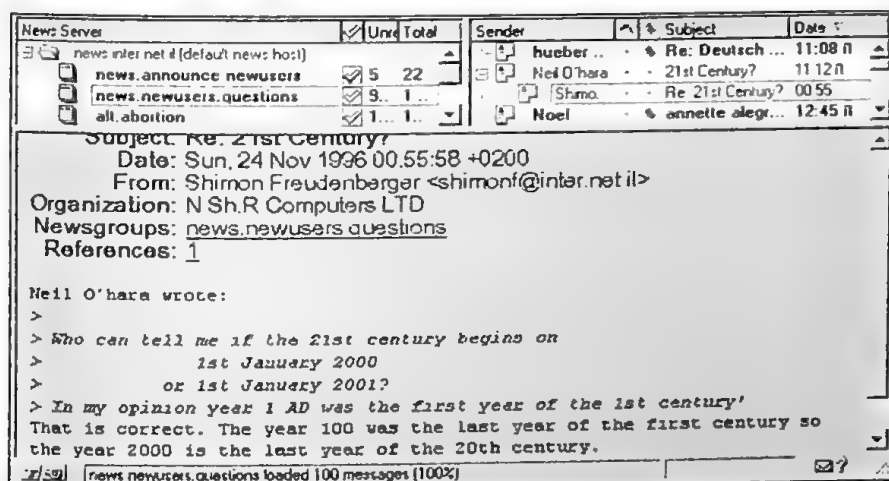 News Server Unre Total
news inter net il (default news host)
news.announce newusers 5 22
news.newusers.questions 9.. 1...
alt.abortion 1... 1..
Sender Subject Date
hueber .. Re: Deutsch ... 11:08 ח
Neil O'hara 21st Century? 11 12 ח
Shimo. Re 21st Century? 00 55
Noel annette alegr... 12:45 ח
Subject: Re: 21st Century?
Date: Sun, 24 Nov 1996 00.55:58 +0200
From: Shimon Freudenberger <shimonf@inter.net il>
Organization: N Sh.R Computers LTD
Newsgroups: news.newusers questions
References: 1
Neil O'hara wrote:
>
> Who can tell me if the 21st century begins on
> 1st January 2000
> or 1st January 2001?
> In my opinion year 1 AD was the first year of the 1st century'
That is correct. The year 100 was the last year of the first century so
the year 2000 is the last year of the 20th century.
news newusers.questions loaded 100 messages (100%)